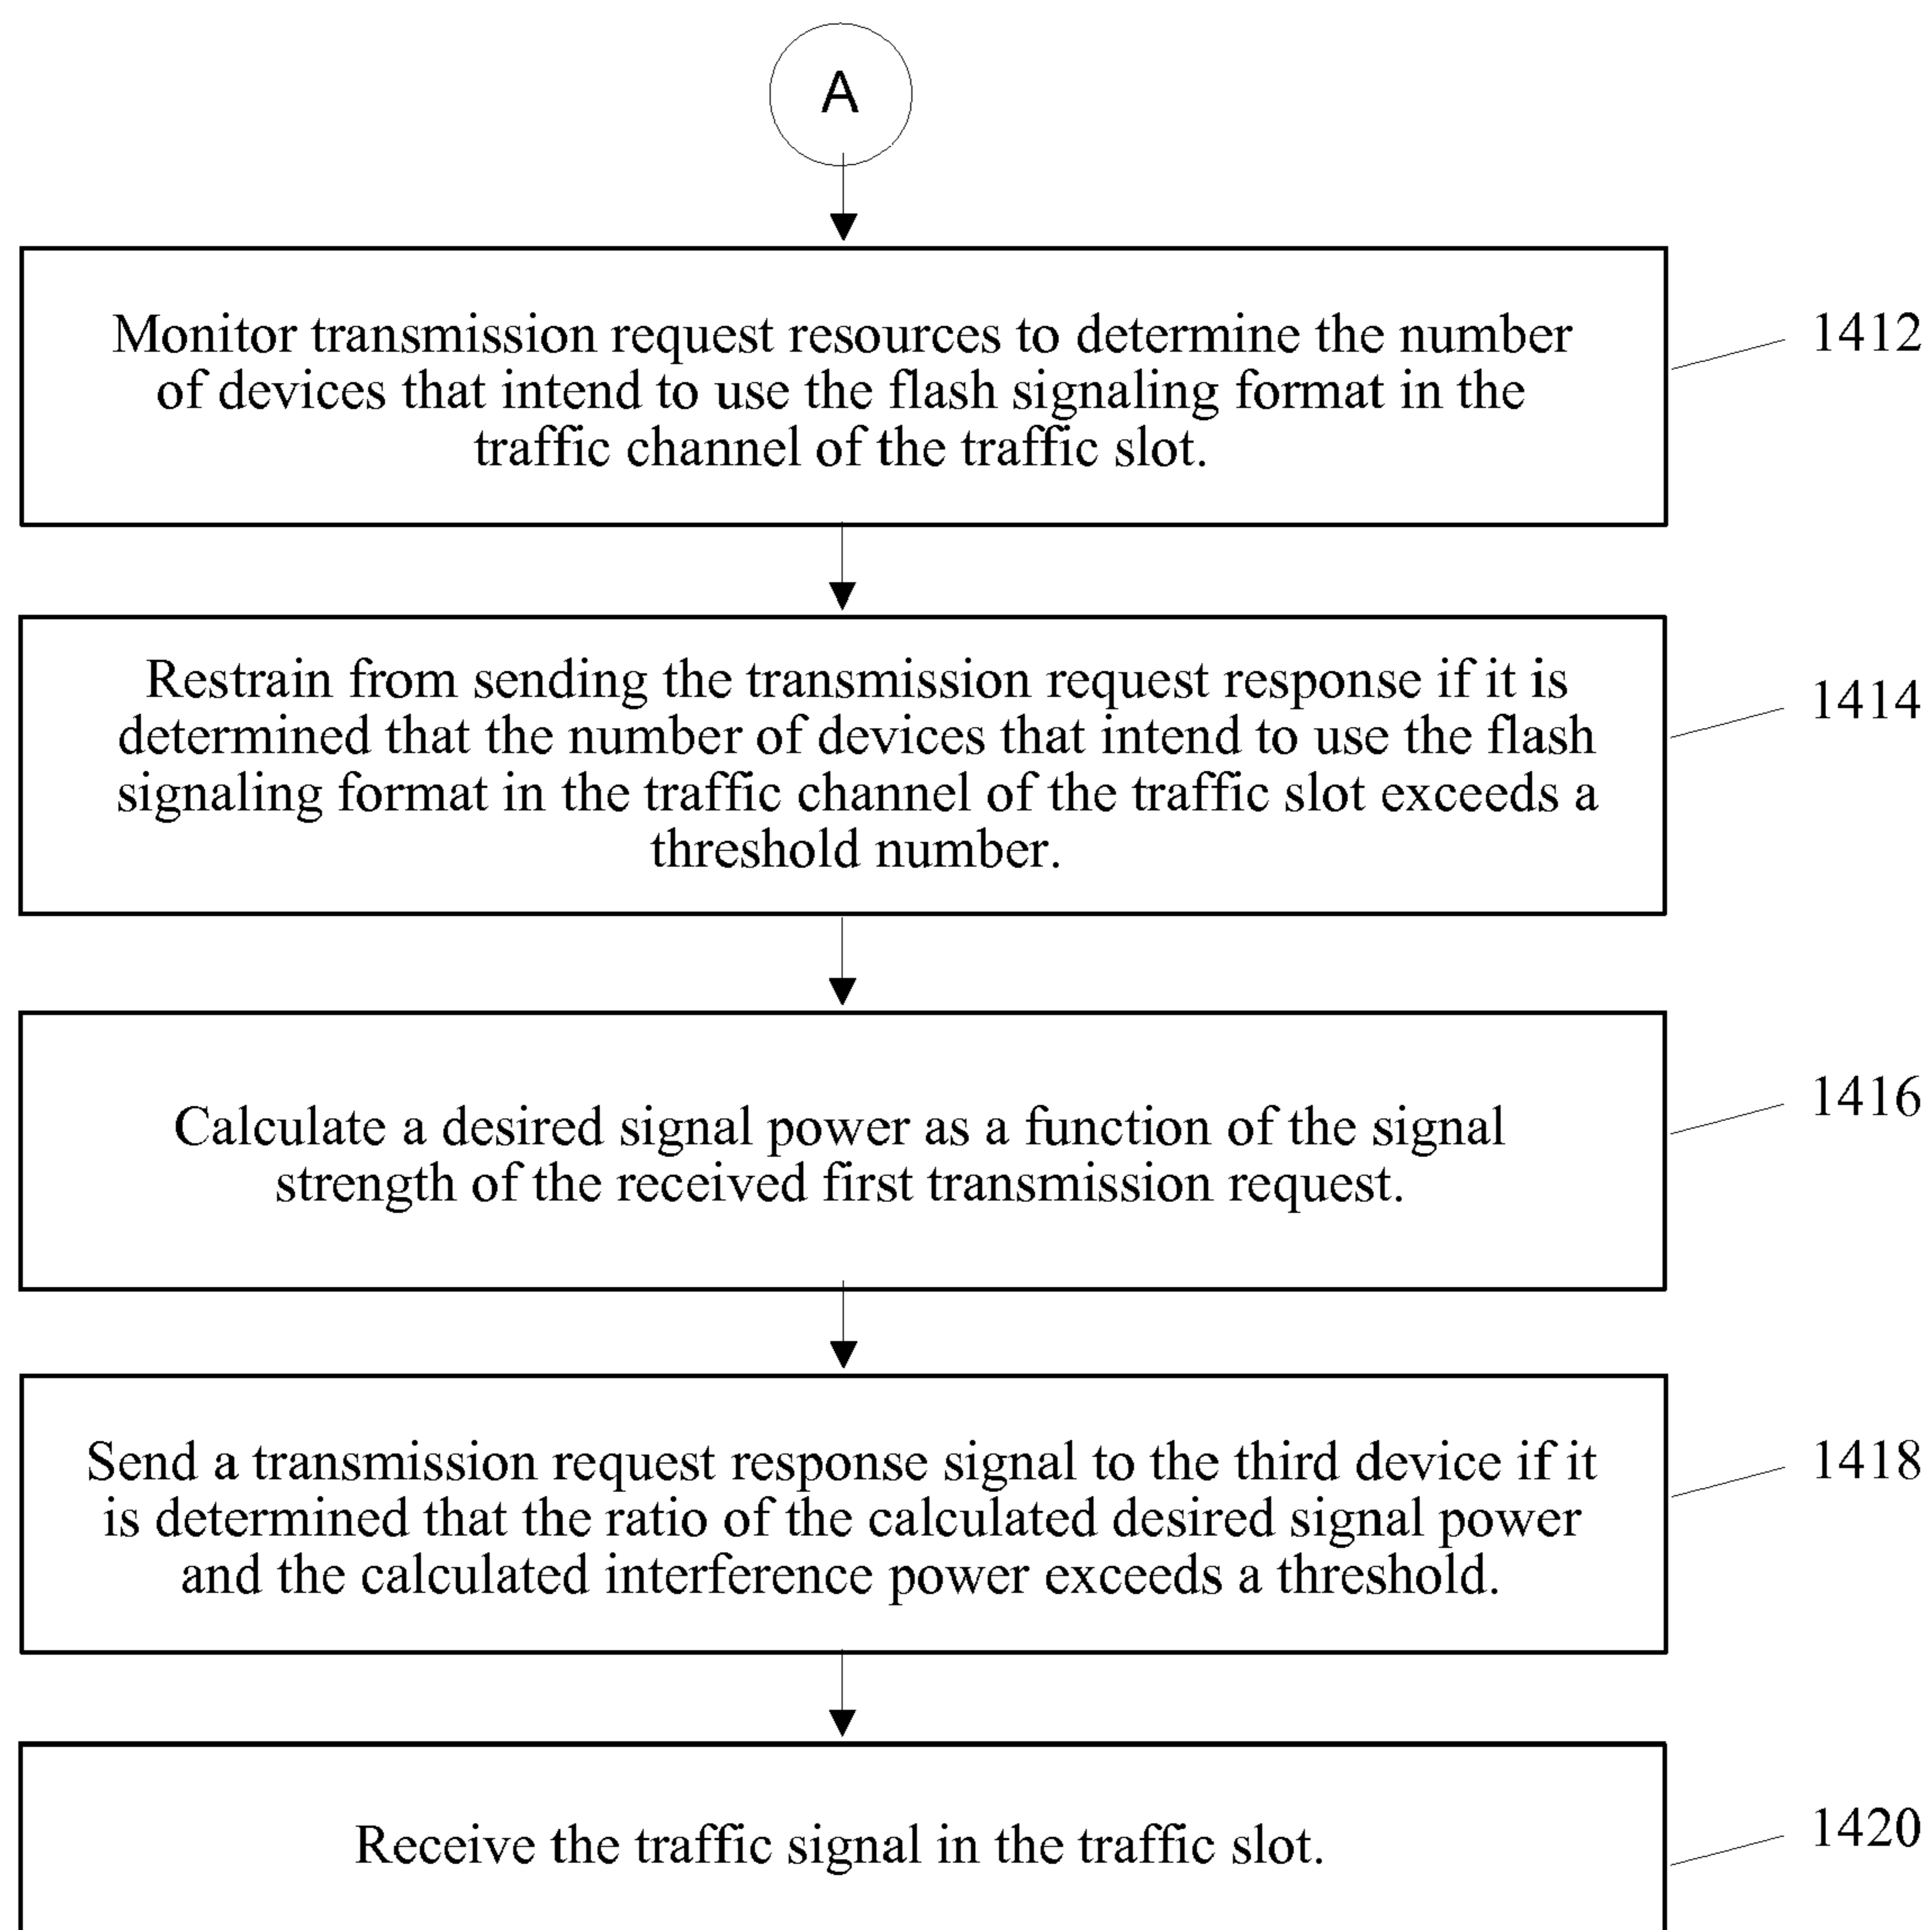 A
Monitor transmission request resources to determine the number
of devices that intend to use the flash signaling format in the
traffic channel of the traffic slot.
1412
Restrain from sending the transmission request response if it is
determined that the number of devices that intend to use the flash
signaling format in the traffic channel of the traffic slot exceeds a
threshold number.
1414
Calculate a desired signal power as a function of the signal
strength of the received first transmission request.
1416
Send a transmission request response signal to the third device if it
is determined that the ratio of the calculated desired signal power
and the calculated interference power exceeds a threshold.
1418
Receive the traffic signal in the traffic slot.
1420